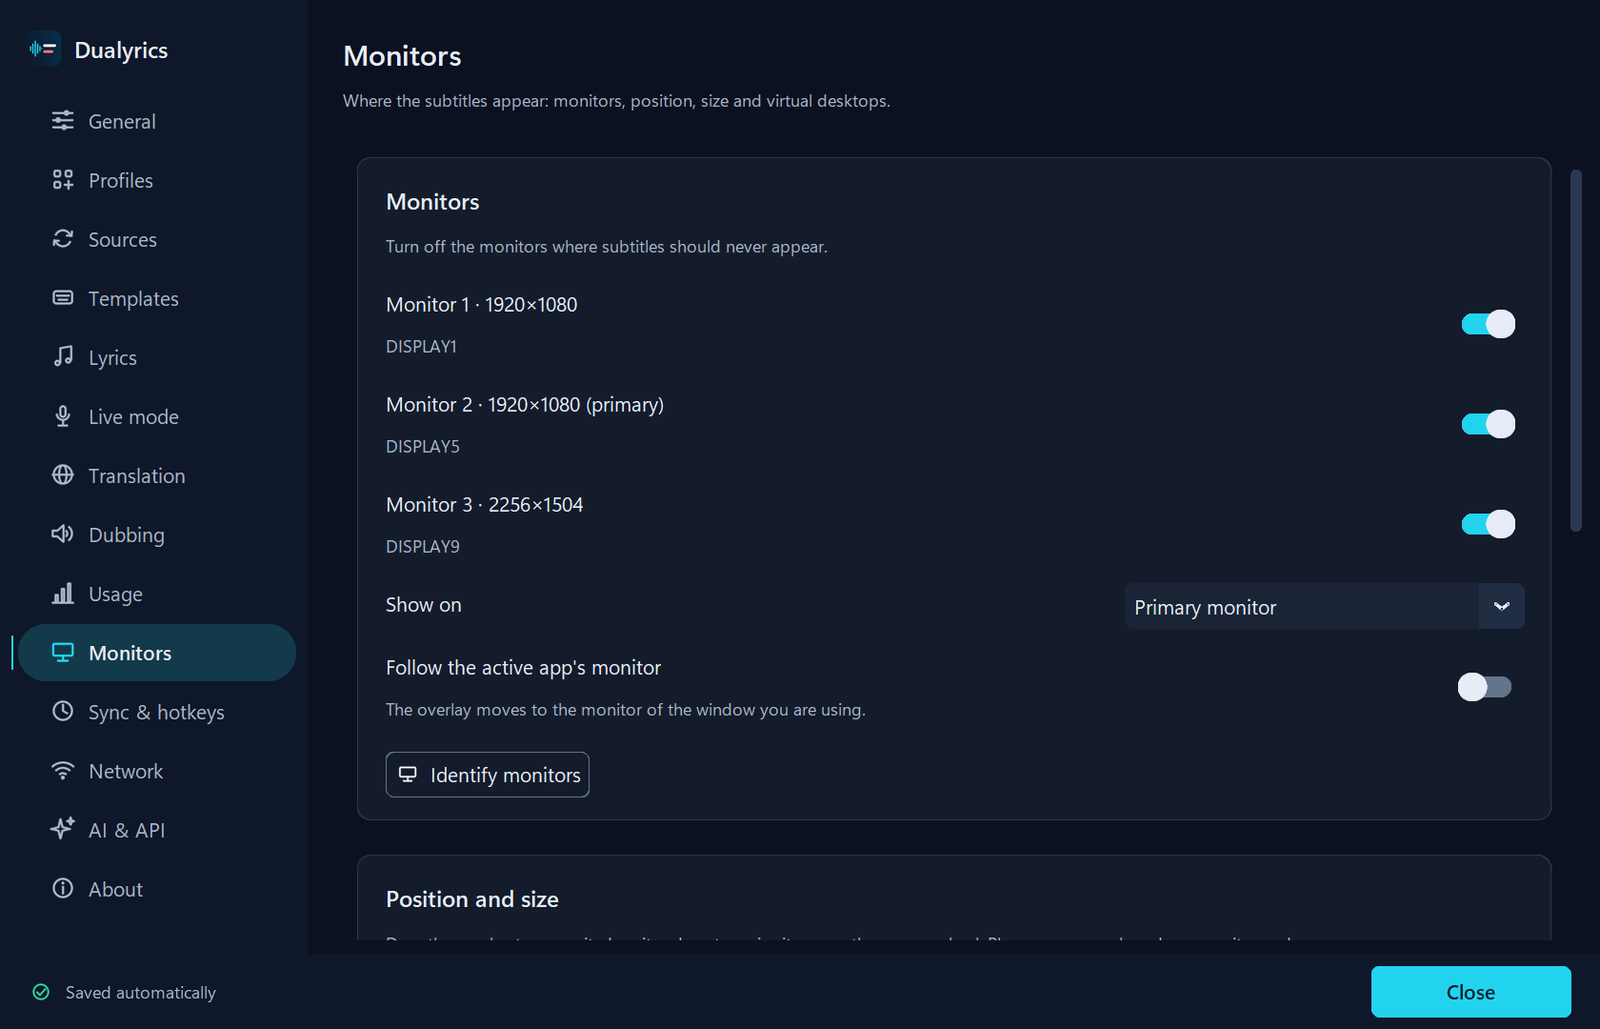 Dualyrics
General
Profiles
Sources
Templates
Lyrics
Live mode
Translation
Dubbing
Usage
Monitors
Sync & hotkeys
Network
AI & API
About
Saved automatically
Monitors
Where the subtitles appear: monitors, position, size and virtual desktops.
Monitors
Turn off the monitors where subtitles should never appear.
Monitor 1 · 1920×1080
DISPLAY1
Monitor 2 · 1920×1080 (primary)
DISPLAY5
Monitor 3 · 2256×1504
DISPLAY9
Show on
Primary monitor
Follow the active app's monitor
The overlay moves to the monitor of the window you are using.
Identify monitors
Position and size
Close